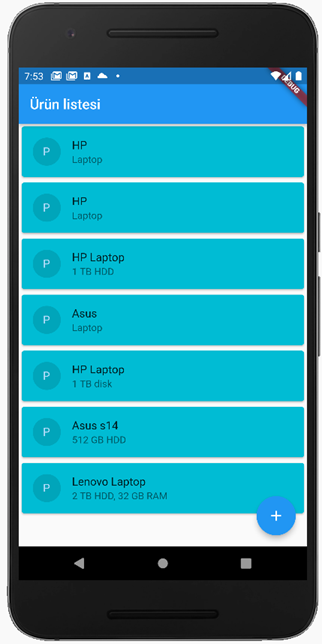 7:53
DEBUG
Ürün listesi
P
HP
Laptop
P
HP
Laptop
P
HP Laptop
1 TB HDD
P
Asus
Laptop
P
HP Laptop
1 TB disk
P
Asus s14
512 GB HDD
P
Lenovo Laptop
2 TB HDD, 32 GB RAM
+